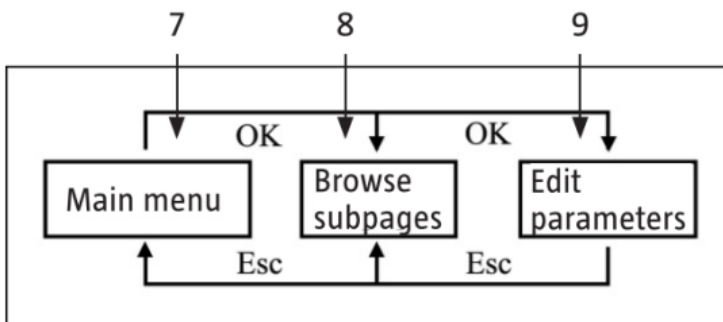 7 8 9
OK OK
Main menu
Browse
subpages
Edit
parameters
Esc Esc